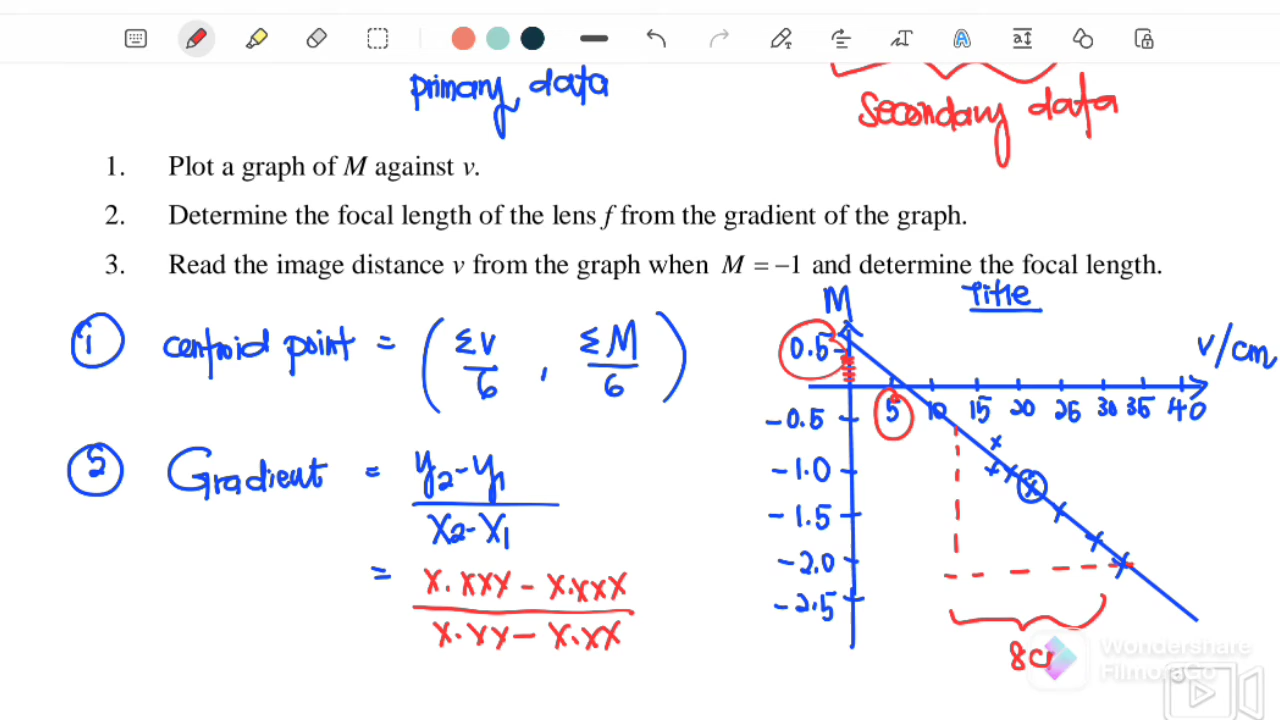 primary data
Secondary data
1. Plot a graph of M against v.
2. Determine the focal length of the lens f from the gradient of the graph.
3. Read the image distance v from the graph when M = –1 and determine the focal length.
① centroid point = (ΣV/6 , ΣM/6)
M
Title
V/cm
0.5
-0.5
-1.0
-1.5
-2.0
-2.5
5 10 15 20 25 30 35 40
② Gradient = y₂-y₁ / x₂-x₁
= X.XXX - X.XXX / X.XX - X.XX
8c
Wondershare
FilmoraGo